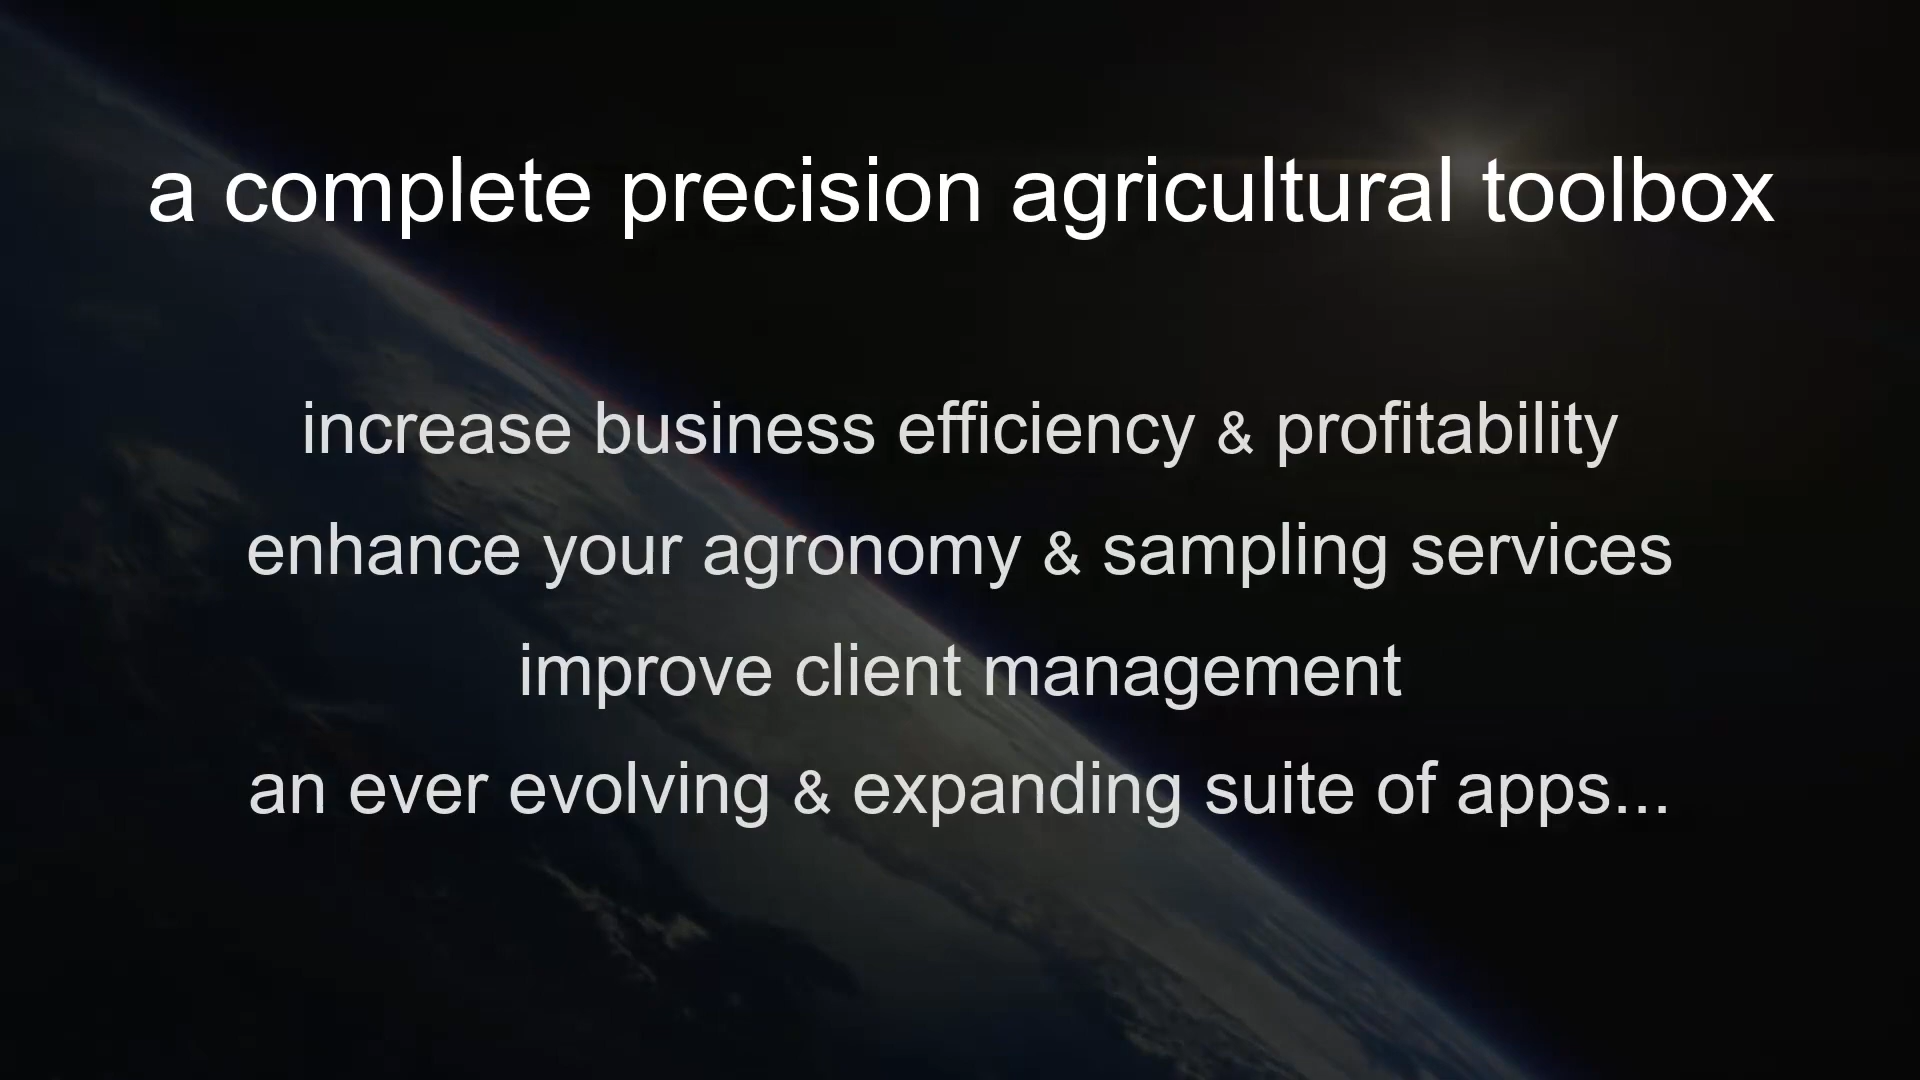 a complete precision agricultural toolbox
increase business efficiency & profitability
enhance your agronomy & sampling services
improve client management
an ever evolving & expanding suite of apps...